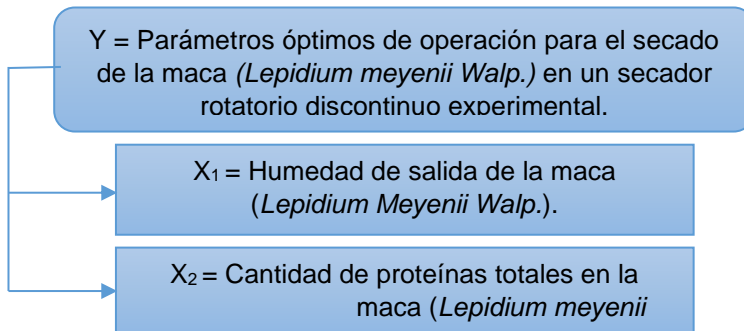 Y = Parámetros óptimos de operación para el secado
de la maca (Lepidium meyenii Walp.) en un secador
rotatorio discontinuo experimental.
X1 = Humedad de salida de la maca
(Lepidium Meyenii Walp.).
X2 = Cantidad de proteínas totales en la
maca (Lepidium meyenii